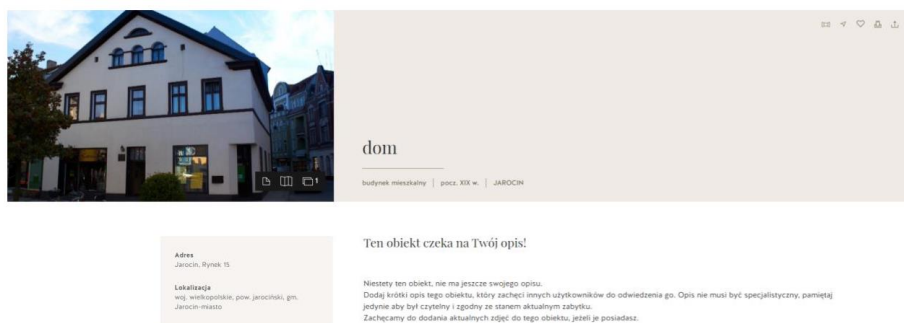 1
dom
budynek mieszkalny | pocz. XIX w. | JAROCIN
Adres
Jarocin, Rynek 15
Lokalizacja
woj. wielkopolskie, pow. jarociński, gm.
Jarocin-miasto
Ten obiekt czeka na Twój opis!
Niestety ten obiekt, nie ma jeszcze swojego opisu.
Dodaj krótki opis tego obiektu, który zachęci innych użytkowników do odwiedzenia go. Opis nie musi być specjalistyczny, pamiętaj
jedynie aby był czytelny i zgodny ze stanem aktualnym zabytku.
Zachęcamy do dodania aktualnych zdjęć do tego obiektu, jeżeli je posiadasz.